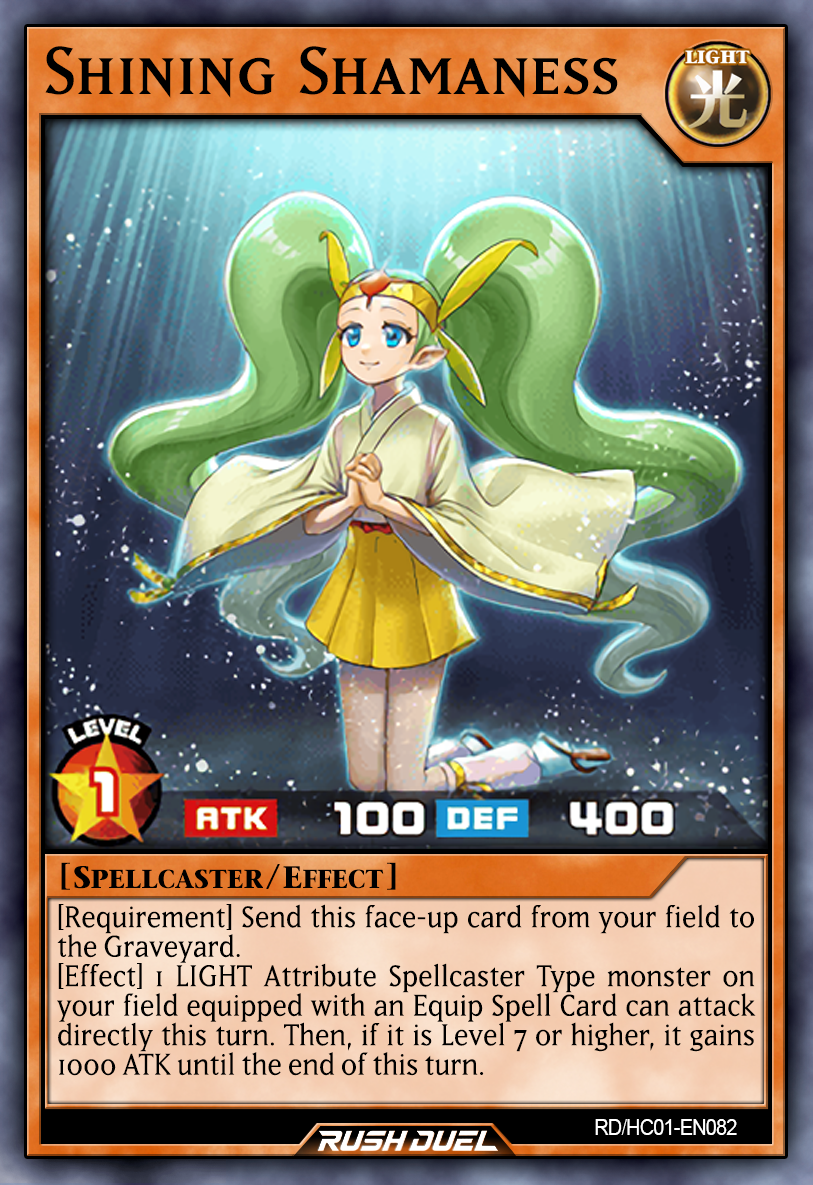 Shining Shamaness
LIGHT
光
LEVEL
1
ATK 100 DEF 400
[Spellcaster/Effect]
[Requirement] Send this face-up card from your field to
the Graveyard.
[Effect] 1 LIGHT Attribute Spellcaster Type monster on
your field equipped with an Equip Spell Card can attack
directly this turn. Then, if it is Level 7 or higher, it gains
1000 ATK until the end of this turn.
RD/HC01-EN082
RUSH DUEL